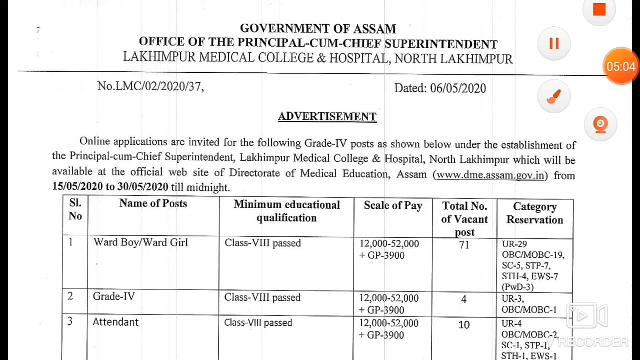 GOVERNMENT OF ASSAM
OFFICE OF THE PRINCIPAL-CUM-CHIEF SUPERINTENDENT
LAKHIMPUR MEDICAL COLLEGE & HOSPITAL, NORTH LAKHIMPUR
No.LMC/02/2020/37, Dated: 06/05/2020
05:04
ADVERTISEMENT
Online applications are invited for the following Grade-IV posts as shown below under the establishment of
the Principal-cum-Chief Superintendent, Lakhimpur Medical College & Hospital, North Lakhimpur which will be
available at the official web site of Directorate of Medical Education, Assam (www.dme.assam.gov.in) from
15/05/2020 to 30/05/2020 till midnight.
Sl. No Name of Posts Minimum educational qualification Scale of Pay Total No. of Vacant post Category Reservation
1 Ward Boy/Ward Girl Class-VIII passed 12,000-52,000 + GP-3900 71 UR-29
OBC/MOBC-19,
SC-5, STP-7,
STH-4, EWS-7
(PwD-3)
2 Grade-IV Class-VIII passed 12,000-52,000 + GP-3900 4 UR-3,
OBC/MOBC-1
3 Attendant Class-VIII passed 12,000-52,000 + GP-3900 10 UR-4
OBC/MOBC-2,
SC-1, STP-1,
STH-1, EWS-1
RECORDER